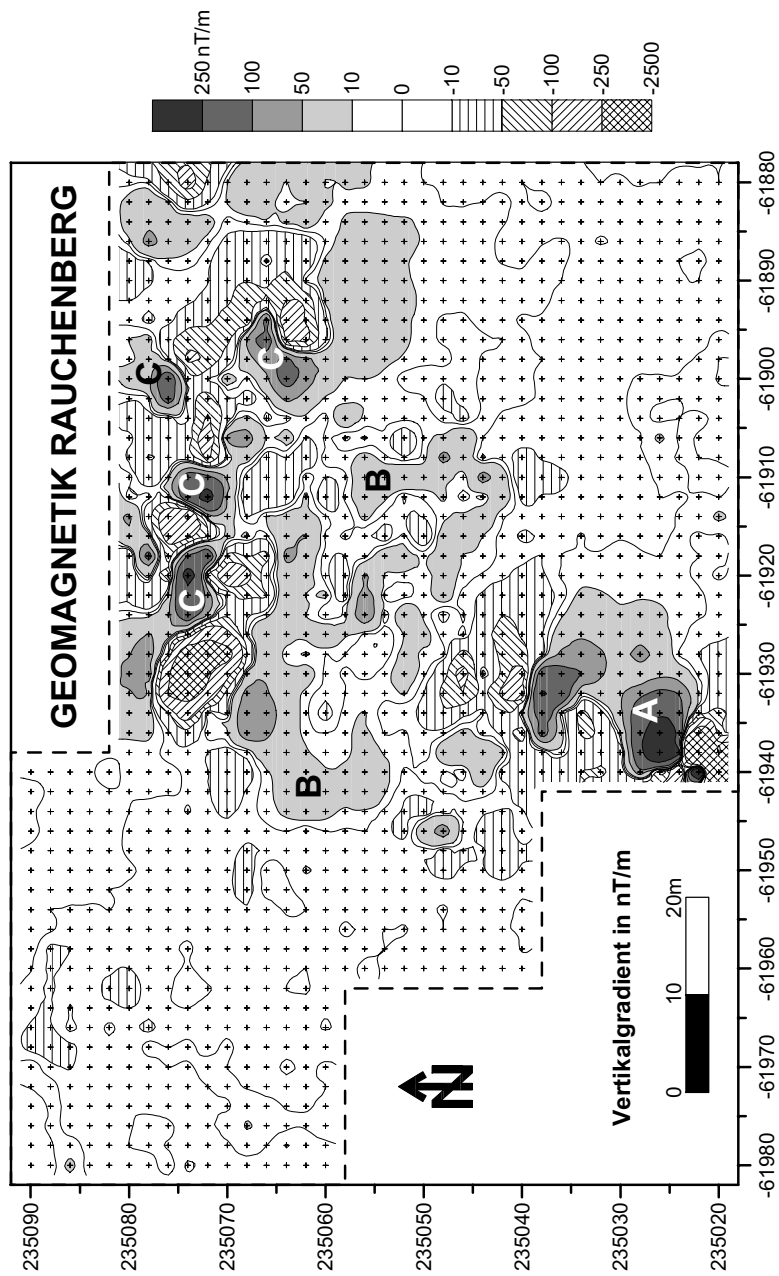 GEOMAGNETIK RAUCHENBERG
250 nT/m
100
50
10
0
-10
-50
-100
-250
-2500
C
C
C
C
B
B
A
N
Vertikalgradient in nT/m
0
10
20m
-61980
-61970
-61960
-61950
-61940
-61930
-61920
-61910
-61900
-61890
-61880
235090
235080
235070
235060
235050
235040
235030
235020